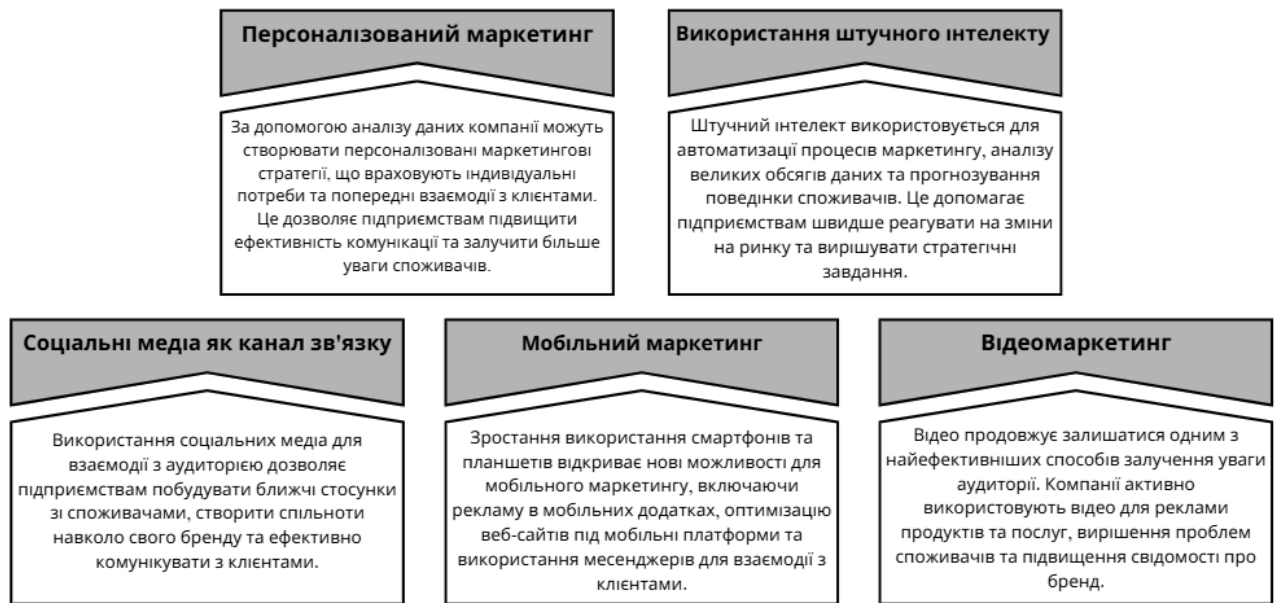 Персоналізований маркетинг
За допомогою аналізу даних компанії можуть
створювати персоналізовані маркетингові
стратегії, що враховують індивідуальні
потреби та попередні взаємодії з клієнтами.
Це дозволяє підприємствам підвищити
ефективність комунікації та залучити більше
уваги споживачів.
Використання штучного інтелекту
Штучний інтелект використовується для
автоматизації процесів маркетингу, аналізу
великих обсягів даних та прогнозування
поведінки споживачів. Це допомагає
підприємствам швидше реагувати на зміни
на ринку та вирішувати стратегічні
завдання.
Соціальні медіа як канал зв'язку
Використання соціальних медіа для
взаємодії з аудиторією дозволяє
підприємствам побудувати ближчі стосунки
зі споживачами, створити спільноти
навколо свого бренду та ефективно
комунікувати з клієнтами.
Мобільний маркетинг
Зростання використання смартфонів та
планшетів відкриває нові можливості для
мобільного маркетингу, включаючи
рекламу в мобільних додатках, оптимізацію
веб-сайтів під мобільні платформи та
використання месенджерів для взаємодії з
клієнтами.
Відеомаркетинг
Відео продовжує залишатися одним з
найефективніших способів залучення уваги
аудиторії. Компанії активно
використовують відео для реклами
продуктів та послуг, вирішення проблем
споживачів та підвищення свідомості про
бренд.